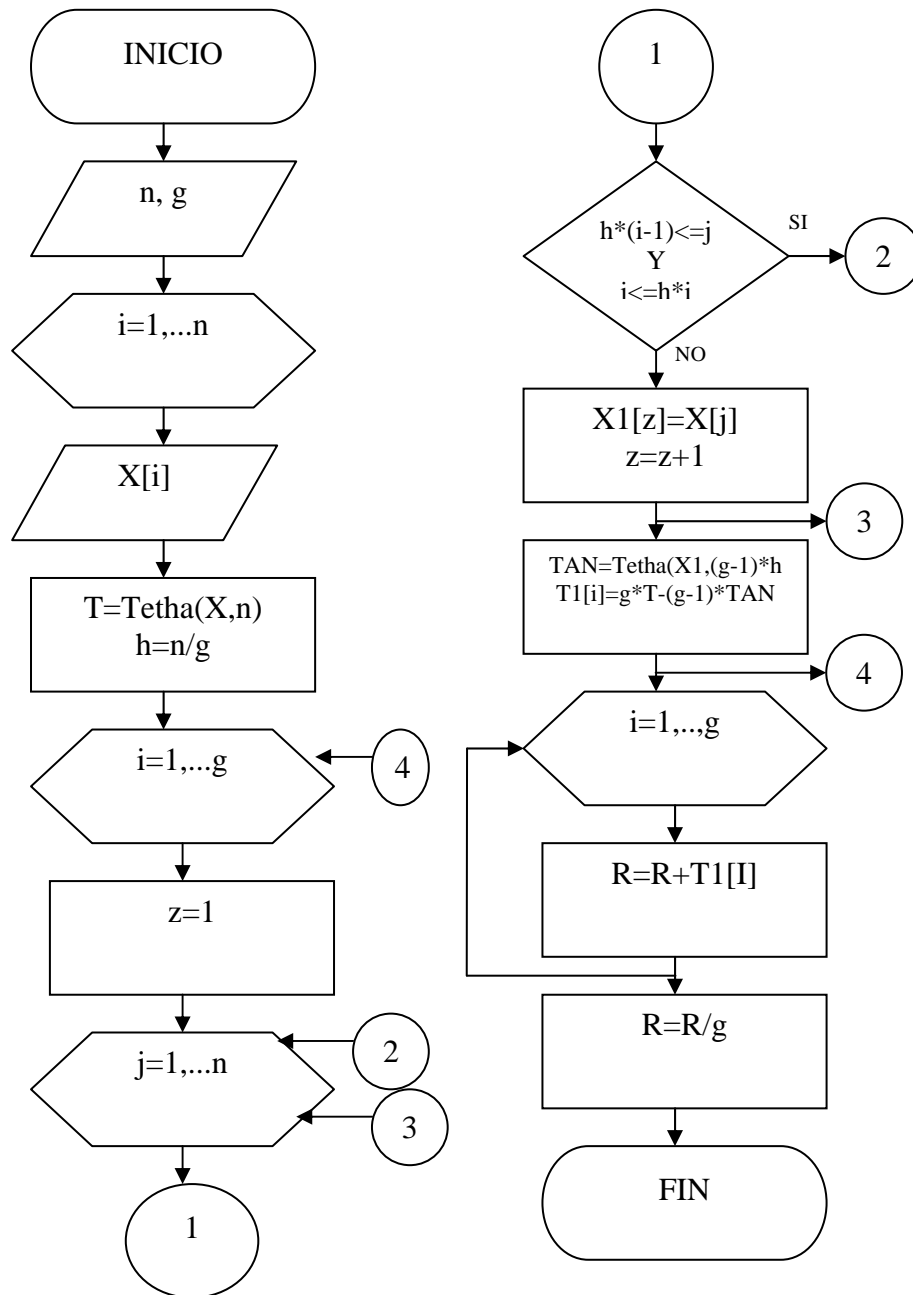 INICIO
n, g
i=1,...n
X[i]
T=Tetha(X,n)
h=n/g
i=1,...g
4
z=1
j=1,...n
2
3
1
1
h*(i-1)<=j
Y
j<=h*i
SI
2
NO
X1[z]=X[j]
z=z+1
3
TAN=Tetha(X1,(g-1)*h
T1[i]=g*T-(g-1)*TAN
4
i=1,..,g
R=R+T1[I]
R=R/g
FIN